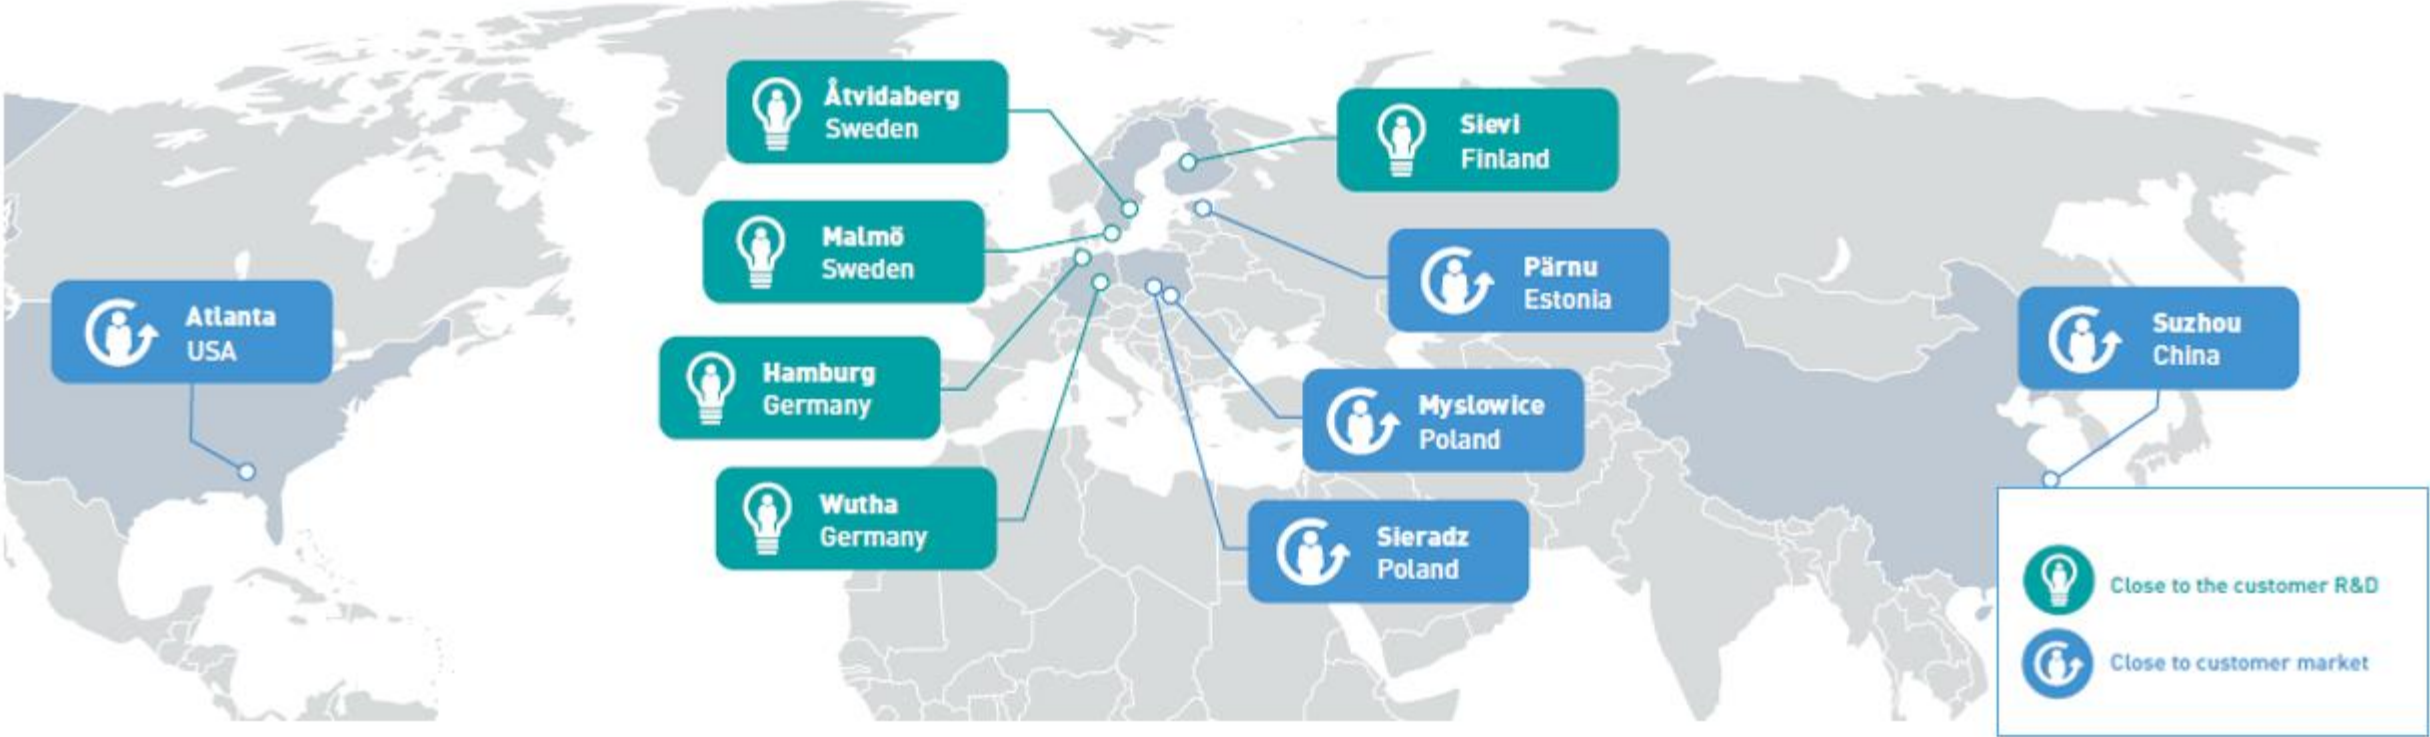 Åtvidaberg
Sweden
Sievi
Finland
Malmö
Sweden
Pärnu
Estonia
Atlanta
USA
Suzhou
China
Hamburg
Germany
Myslowice
Poland
Wutha
Germany
Sieradz
Poland
Close to the customer R&D
Close to customer market